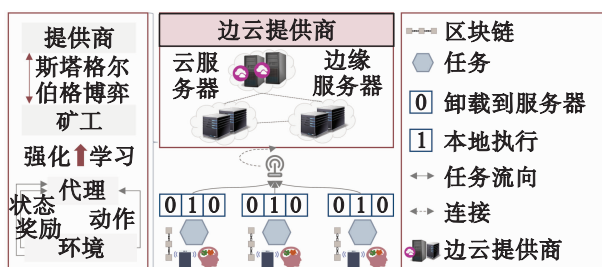 提供商
斯塔格尔
伯格博弈
矿工
强化 学习
代理
状态
奖励
动作
环境
边云提供商
云服
务器
边缘
服务器
0 1 0
0 1 0
0 1 0
区块链
任务
0 卸载到服务器
1 本地执行
任务流向
连接
边云提供商